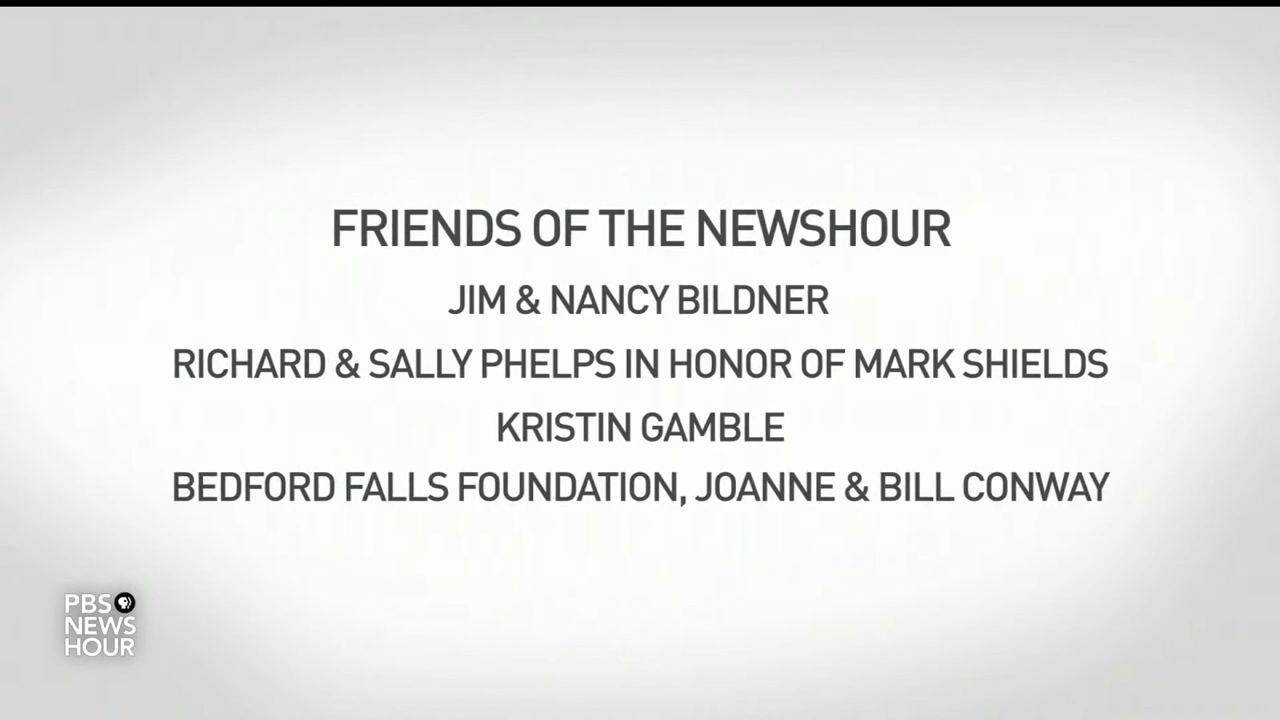 FRIENDS OF THE NEWSHOUR
JIM & NANCY BILDNER
RICHARD & SALLY PHELPS IN HONOR OF MARK SHIELDS
KRISTIN GAMBLE
BEDFORD FALLS FOUNDATION, JOANNE & BILL CONWAY
PBS
NEWS
HOUR